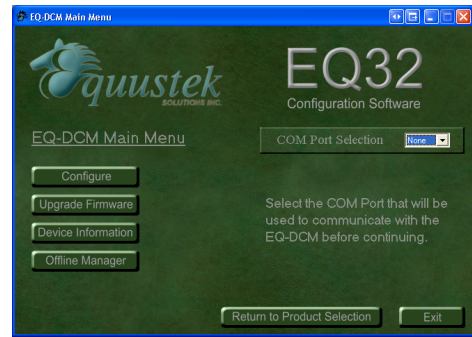 EQ-DCM Main Menu
Equustek
SOLUTIONS INC.
EQ32
Configuration Software
EQ-DCM Main Menu
COM Port Selection
None
Configure
Upgrade Firmware
Device Information
Offline Manager
Select the COM Port that will be
used to communicate with the
EQ-DCM before continuing.
Return to Product Selection
Exit